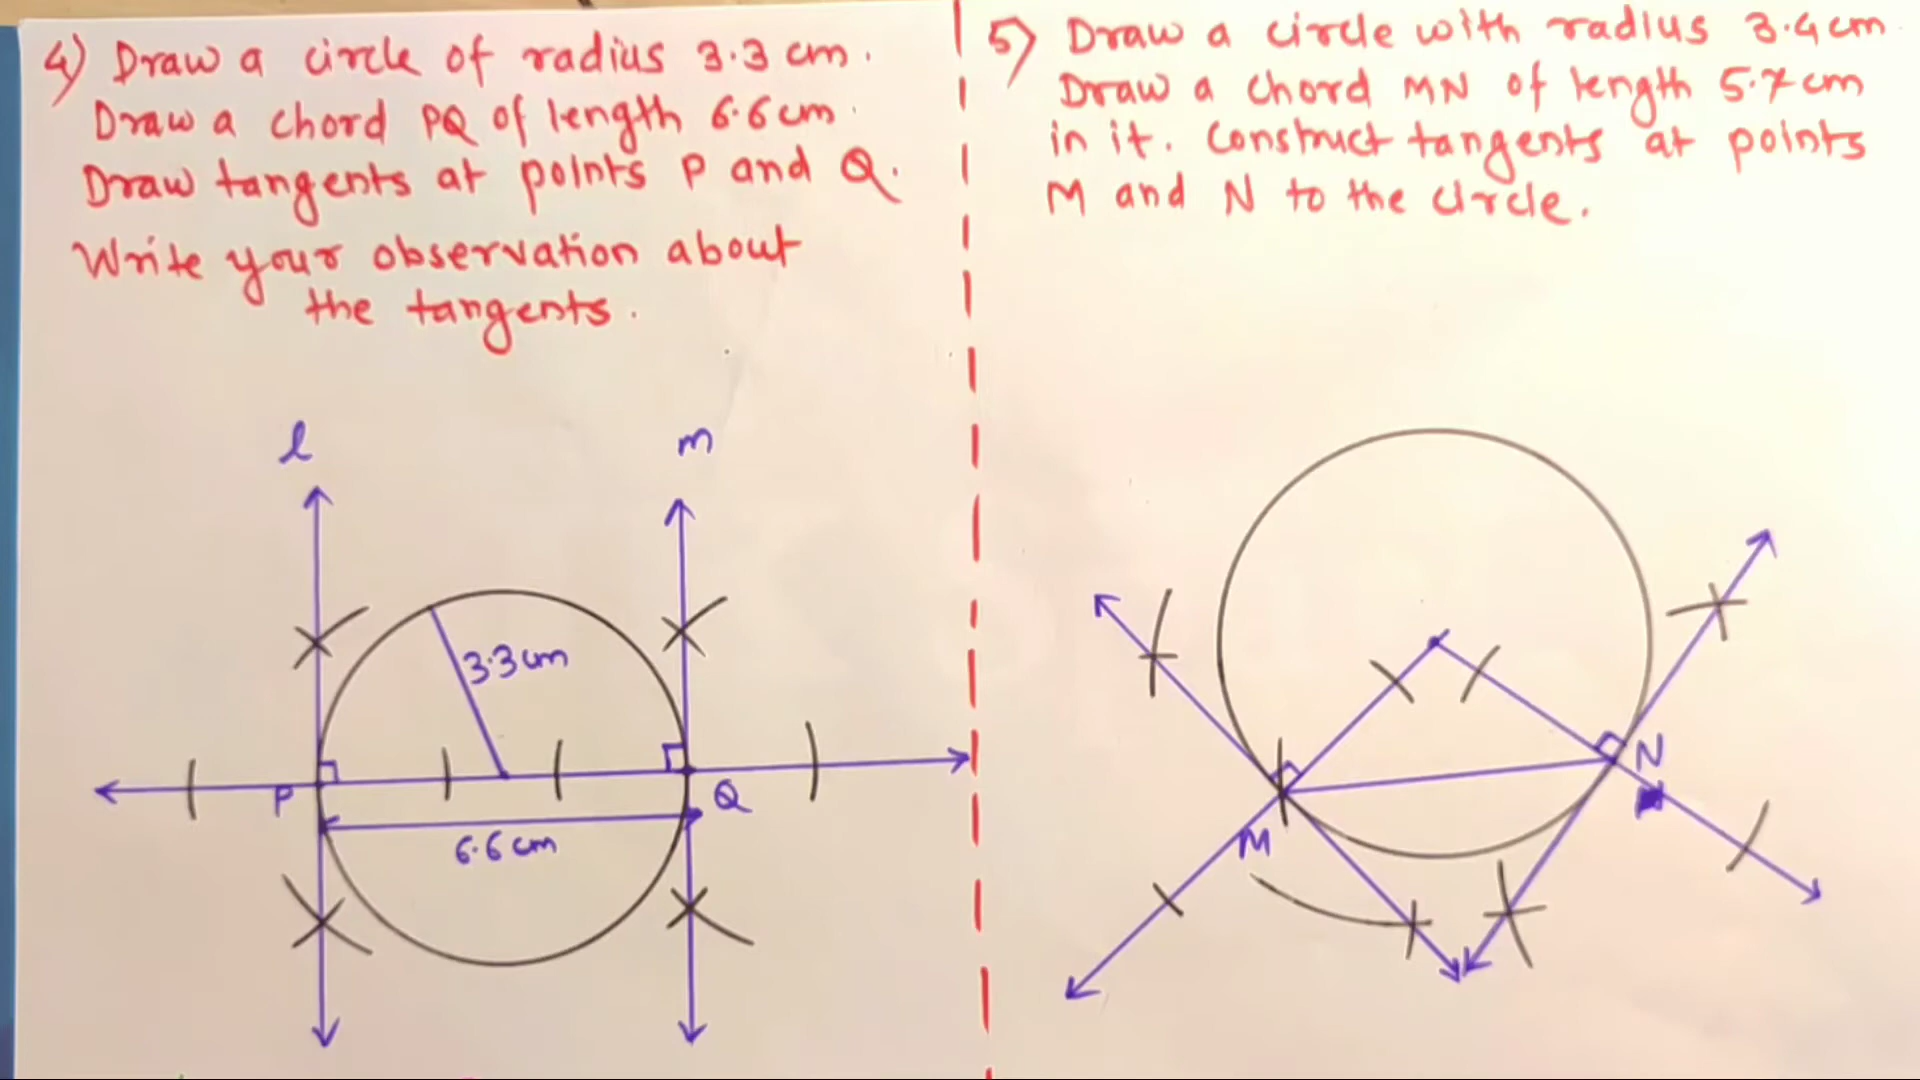 4) Draw a circle of radius 3.3 cm.
Draw a chord PQ of length 6.6 cm.
Draw tangents at points P and Q.
Write your observation about
the tangents.
l
m
3.3 cm
P
Q
6.6 cm
5) Draw a circle with radius 3.4 cm
Draw a chord MN of length 5.7 cm
in it. Construct tangents at points
M and N to the circle.
N
M